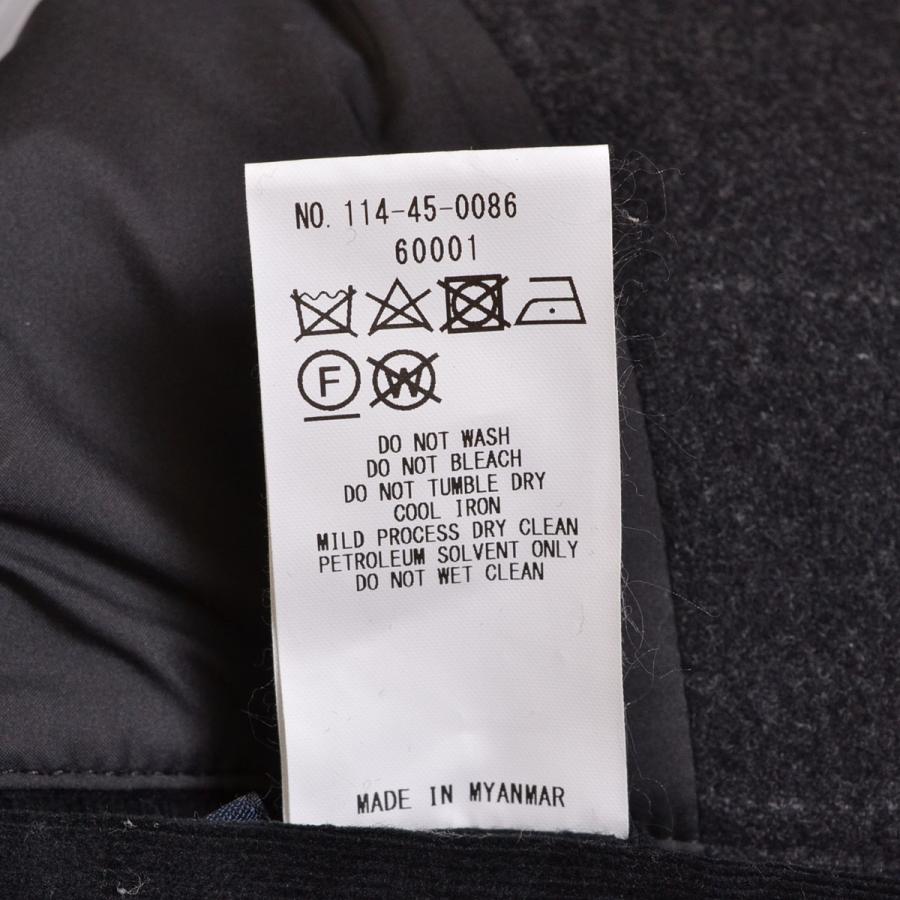 NO. 114-45-0086
60001
F W
DO NOT WASH
DO NOT BLEACH
DO NOT TUMBLE DRY
COOL IRON
MILD PROCESS DRY CLEAN
PETROLEUM SOLVENT ONLY
DO NOT WET CLEAN
MADE IN MYANMAR